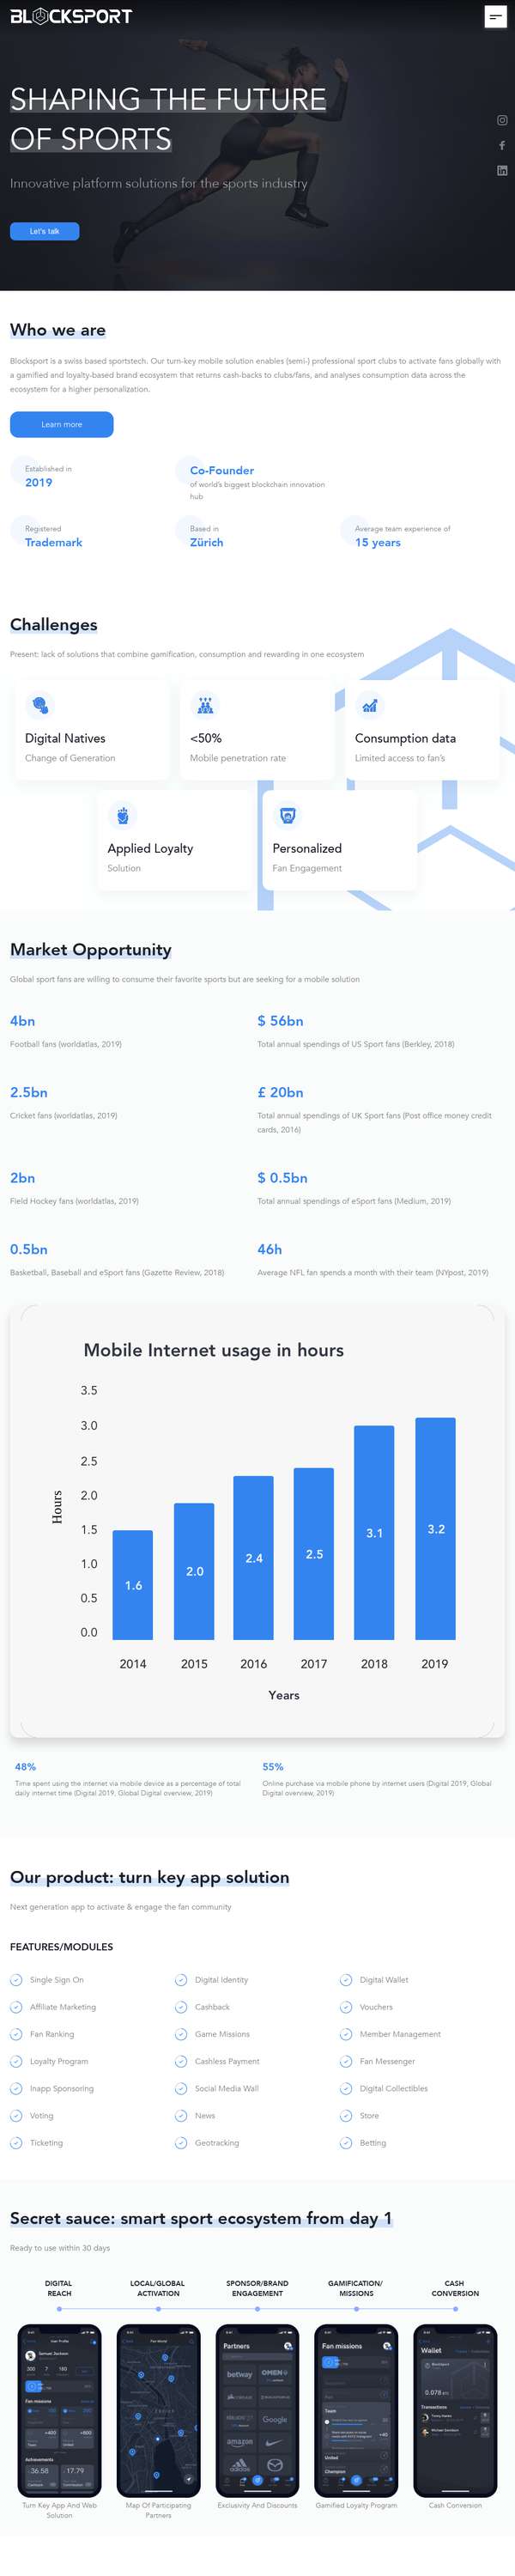 BLOCKSPORT
SHAPING THE FUTURE
OF SPORTS
Innovative platform solutions for the sports industry
Let's talk
Who we are
Blocksport is a swiss based sportstech. Our turn-key mobile solution enables (semi-) professional sport clubs to activate fans globally with
a gamified and loyalty-based brand ecosystem that returns cash-backs to clubs/fans, and analyses consumption data across the
ecosystem for a higher personalization.
Learn more
Established in
2019
Co-Founder
of world's biggest blockchain innovation
hub
Registered
Trademark
Based in
Zürich
Average team experience of
15 years
Challenges
Present: lack of solutions that combine gamification, consumption and rewarding in one ecosystem
Digital Natives
Change of Generation
<50%
Mobile penetration rate
Consumption data
Limited access to fan's
Applied Loyalty
Solution
Personalized
Fan Engagement
Market Opportunity
Global sport fans are willing to consume their favorite sports but are seeking for a mobile solution
4bn
Football fans (worldatlas, 2019)
$ 56bn
Total annual spendings of US Sport fans (Berkley, 2018)
2.5bn
Cricket fans (worldatlas, 2019)
£ 20bn
Total annual spendings of UK Sport fans (Post office money credit
cards, 2016)
2bn
Field Hockey fans (worldatlas, 2019)
$ 0.5bn
Total annual spendings of eSport fans (Medium, 2019)
0.5bn
Basketball, Baseball and eSport fans (Gazette Review, 2018)
46h
Average NFL fan spends a month with their team (NYpost, 2019)
Mobile Internet usage in hours
3.5
3.0
2.5
2.0
1.5
1.0
0.5
0.0
Hours
1.6
2.0
2.4
2.5
3.1
3.2
2014 2015 2016 2017 2018 2019
Years
48%
Time spent using the internet via mobile device as a percentage of total
daily internet time (Digital 2019, Global Digital overview, 2019)
55%
Online purchase via mobile phone by internet users (Digital 2019, Global
Digital overview, 2019)
Our product: turn key app solution
Next generation app to activate & engage the fan community
FEATURES/MODULES
Single Sign On
Digital Identity
Digital Wallet
Affiliate Marketing
Cashback
Vouchers
Fan Ranking
Game Missions
Member Management
Loyalty Program
Cashless Payment
Fan Messenger
Inapp Sponsoring
Social Media Wall
Digital Collectibles
Voting
News
Store
Ticketing
Geotracking
Betting
Secret sauce: smart sport ecosystem from day 1
Ready to use within 30 days
DIGITAL
REACH
LOCAL/GLOBAL
ACTIVATION
SPONSOR/BRAND
ENGAGEMENT
GAMIFICATION/
MISSIONS
CASH
CONVERSION
Samuel Jackson
200 7 160
Fan missions
+400 +600
Achievements
36.58 17.79
Partners
betway
OMEN
Google
amazon
adidas
Fan missions
Team
+40
United
Champion
Wallet
0.078
Transactions
Turn Key App And Web
Solution
Map Of Participating
Partners
Exclusivity And Discounts
Gamified Loyalty Program
Cash Conversion